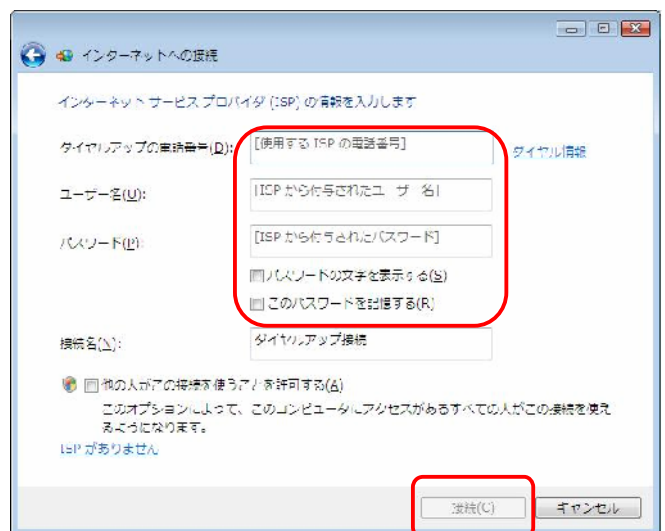 インターネットへの接続
インターネット サービス プロバイダ (ISP) の情報を入力します
ダイヤルアップの電話番号(D): [使用する ISP の電話番号] ダイヤル情報
ユーザー名(U): [ISP から付与されたユーザー名]
パスワード(P): [ISP から付与されたパスワード]
パスワードの文字を表示する(S)
このパスワードを記憶する(R)
接続名(N): ダイヤルアップ接続
他の人がこの接続を使うことを許可する(A)
このオプションによって、このコンピュータにアクセスがあるすべての人がこの接続を使え
るようになります。
ISP がありません
接続(C) キャンセル